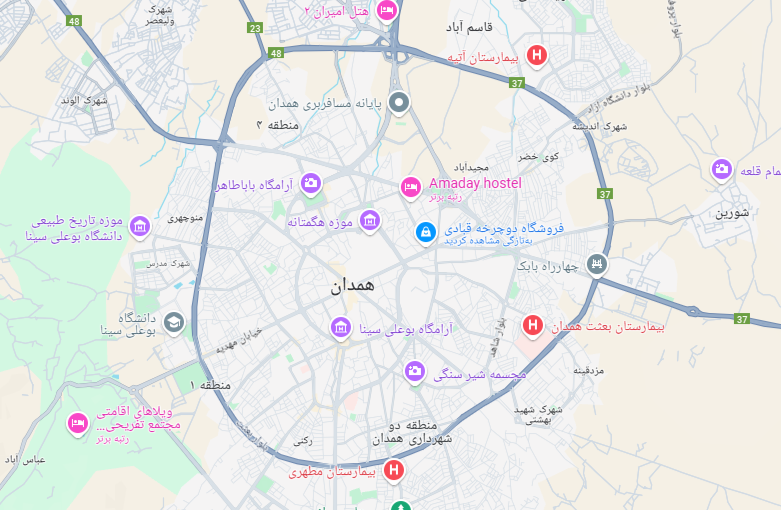 شهرک
ولیعصر
هتل امیران ۲
قاسم آباد
48
23
48
بیمارستان آتیه
37
شهرک الوند
پایانه مسافربری همدان
بلوار دانشگاه آزاد
منطقه ۴
شهرک اندیشه
کوی خضر
مجیدآباد
Amaday hostel
رتبه برتر
آرامگاه باباطاهر
37
شورین
منوچهری
موزه تاریخ طبیعی
دانشگاه بوعلی سینا
موزه هگمتانه
فروشگاه دوچرخه قبادی
به‌تازگی مشاهده کردید
شهرک مدرس
چهارراه بابک
همدان
دانشگاه
بوعلی سینا
آرامگاه بوعلی سینا
بیمارستان بعثت همدان
37
خیابان مهدیه
بلوار شاهد
مجسمه شیر سنگی
مزدقینه
منطقه ۱
ویلاهای اقامتی
مجتمع تفریحی...
رتبه برتر
شهرک شهید
بهشتی
منطقه دو
شهرداری همدان
رکنی
بلوار بعثت
عباس آباد
بیمارستان مطهری